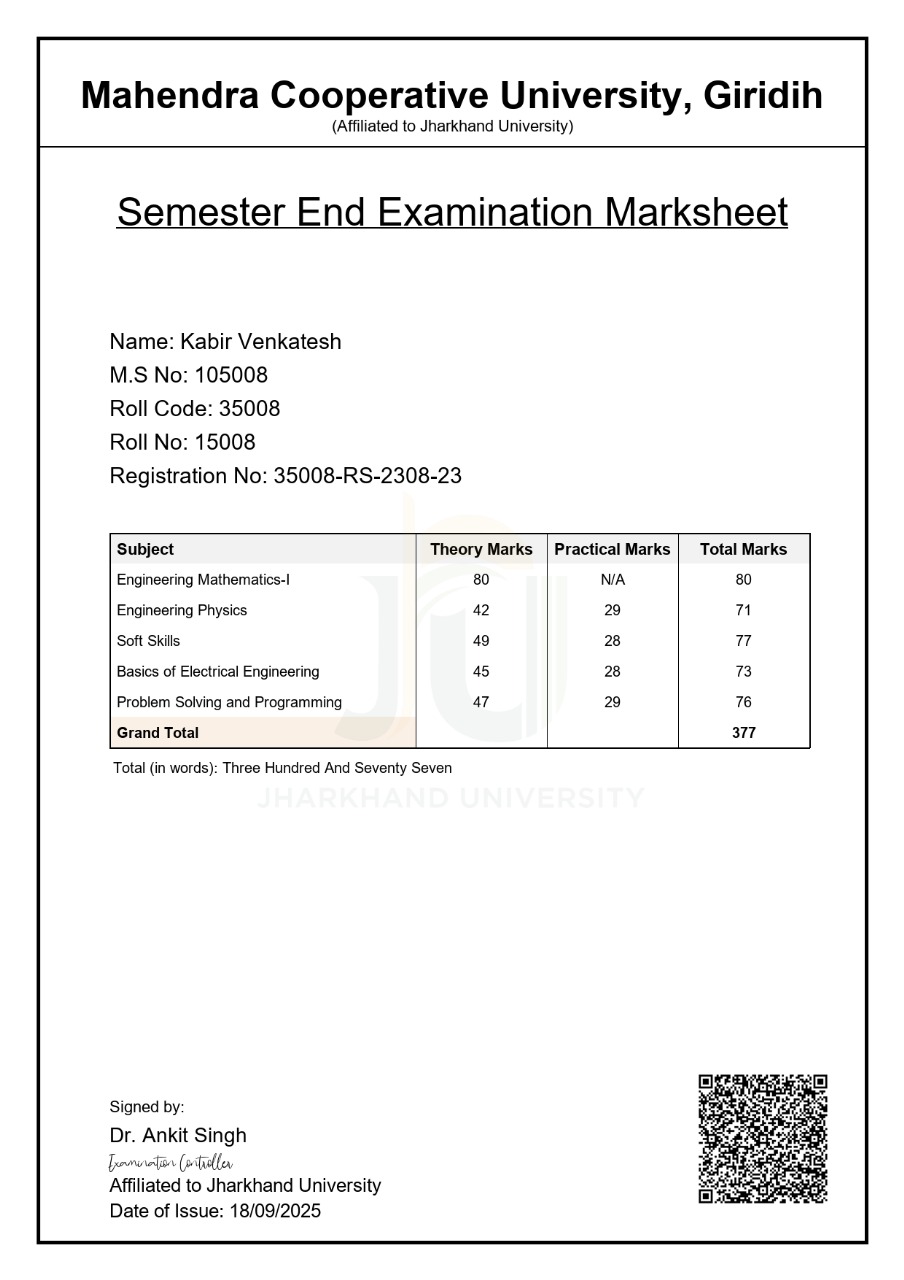 Mahendra Cooperative University, Giridih
(Affiliated to Jharkhand University)
Semester End Examination Marksheet
Name: Kabir Venkatesh
M.S No: 105008
Roll Code: 35008
Roll No: 15008
Registration No: 35008-RS-2308-23
Subject Theory Marks Practical Marks Total Marks
Engineering Mathematics-I 80 N/A 80
Engineering Physics 42 29 71
Soft Skills 49 28 77
Basics of Electrical Engineering 45 28 73
Problem Solving and Programming 47 29 76
Grand Total 377
JU
Total (in words): Three Hundred And Seventy Seven
JHARKHAND UNIVERSITY
Signed by:
Dr. Ankit Singh
Examination Controller
Affiliated to Jharkhand University
Date of Issue: 18/09/2025